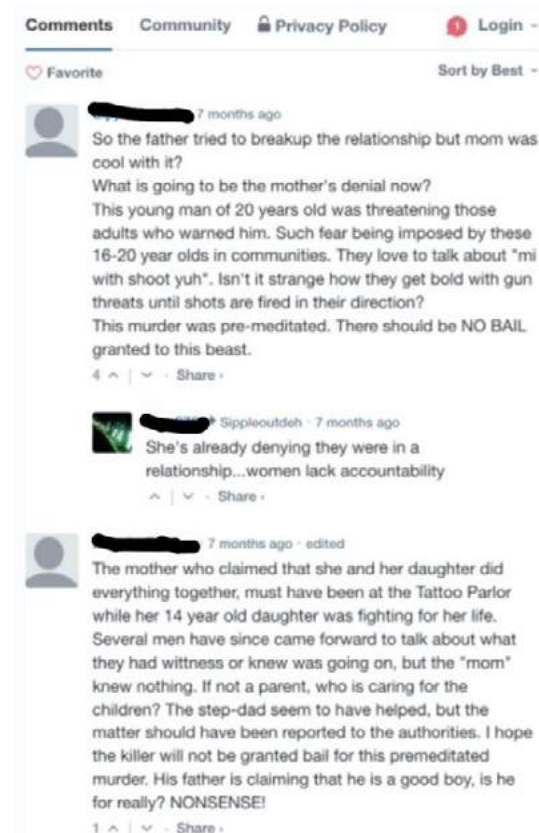 Comments Community Privacy Policy 1 Login
Favorite Sort by Best
7 months ago
So the father tried to breakup the relationship but mom was
cool with it?
What is going to be the mother's denial now?
This young man of 20 years old was threatening those
adults who warned him. Such fear being imposed by these
16-20 year olds in communities. They love to talk about "mi
with shoot yuh". Isn't it strange how they get bold with gun
threats until shots are fired in their direction?
This murder was pre-meditated. There should be NO BAIL
granted to this beast.
4 Share
Sippleoutdeh · 7 months ago
She's already denying they were in a
relationship...women lack accountability
Share
7 months ago · edited
The mother who claimed that she and her daughter did
everything together, must have been at the Tattoo Parlor
while her 14 year old daughter was fighting for her life.
Several men have since came forward to talk about what
they had wittness or knew was going on, but the "mom"
knew nothing. If not a parent, who is caring for the
children? The step-dad seem to have helped, but the
matter should have been reported to the authorities. I hope
the killer will not be granted bail for this premeditated
murder. His father is claiming that he is a good boy, is he
for really? NONSENSE!
1 Share